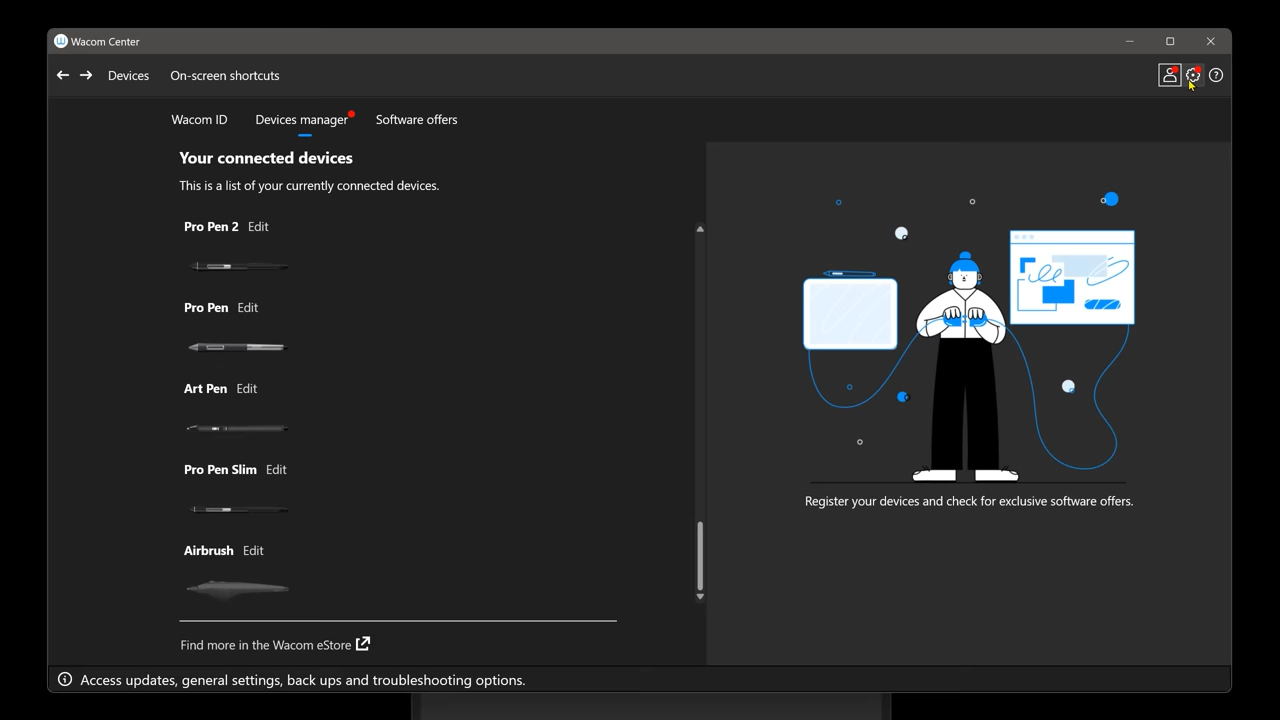 Wacom Center
Devices On-screen shortcuts
Wacom ID Devices manager Software offers
Your connected devices
This is a list of your currently connected devices.
Pro Pen 2 Edit
Pro Pen Edit
Art Pen Edit
Pro Pen Slim Edit
Airbrush Edit
Find more in the Wacom eStore
Register your devices and check for exclusive software offers.
Access updates, general settings, back ups and troubleshooting options.